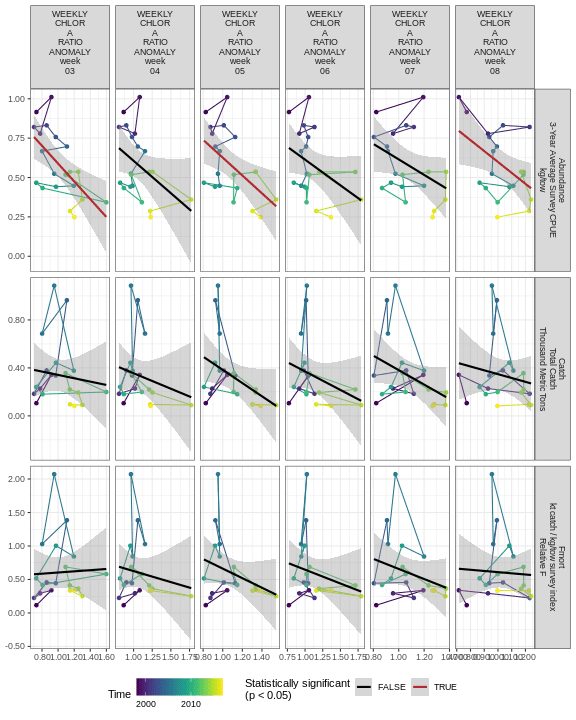 WEEKLY
CHLOR
A
RATIO
ANOMALY
week
03
WEEKLY
CHLOR
A
RATIO
ANOMALY
week
04
WEEKLY
CHLOR
A
RATIO
ANOMALY
week
05
WEEKLY
CHLOR
A
RATIO
ANOMALY
week
06
WEEKLY
CHLOR
A
RATIO
ANOMALY
week
07
WEEKLY
CHLOR
A
RATIO
ANOMALY
week
08
1.00
0.75
0.50
0.25
0.00
Abundance
3-Year Average Survey CPUE
kg/tow
0.80
0.40
0.00
Catch
Total Catch
Thousand Metric Tons
2.00
1.50
1.00
0.50
0.00
-0.50
Fmort
kt catch / kg/tow survey index
Relative F
0.80 1.00 1.20 1.40 1.60
1.00 1.25 1.50 1.75
0.80 1.00 1.20 1.40
0.75 1.00 1.25 1.50 1.75
0.80 1.00 1.20
Time
2000 2010
Statistically significant
(p < 0.05)
FALSE
TRUE